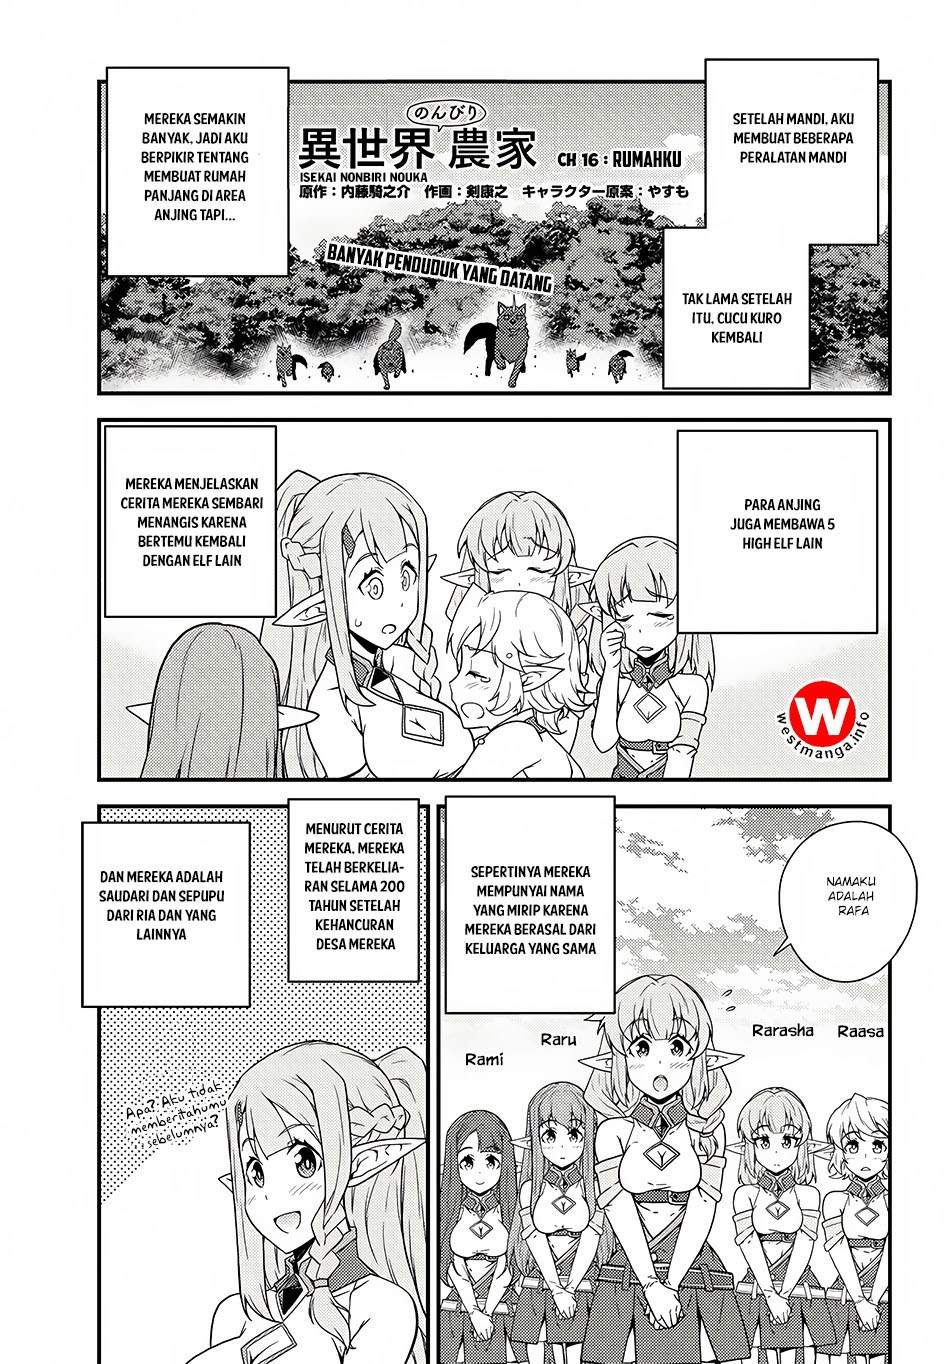 SETELAH MANDI, AKU
MEMBUAT BEBERAPA
PERALATAN MANDI
TAK LAMA SETELAH
ITU, CUCU KURO
KEMBALI
のんびり
異世界 農家
CH 16 : RUMAHKU
ISEKAI NONBIRI NOUKA
原作：内藤騎之介 作画：剣康之 キャラクター原案：やすも
BANYAK PENDUDUK YANG DATANG
MEREKA SEMAKIN
BANYAK, JADI AKU
BERPIKIR TENTANG
MEMBUAT RUMAH
PANJANG DI AREA
ANJING TAPI...
PARA ANJING
JUGA MEMBAWA 5
HIGH ELF LAIN
MEREKA MENJELASKAN
CERITA MEREKA SEMBARI
MENANGIS KARENA
BERTEMU KEMBALI
DENGAN ELF LAIN
W
westmanga.info
NAMAKU
ADALAH
RAFA
SEPERTINYA MEREKA
MEMPUNYAI NAMA
YANG MIRIP KARENA
MEREKA BERASAL DARI
KELUARGA YANG SAMA
Raasa
Rarasha
Raru
Rami
MENURUT CERITA
MEREKA, MEREKA
TELAH BERKELIA-
RAN SELAMA 200
TAHUN SETELAH
KEHANCURAN
DESA MEREKA
DAN MEREKA ADALAH
SAUDARI DAN SEPUPU
DARI RIA DAN YANG
LAINNYA
Apa? Aku tidak
memberitahumu
sebelumnya?